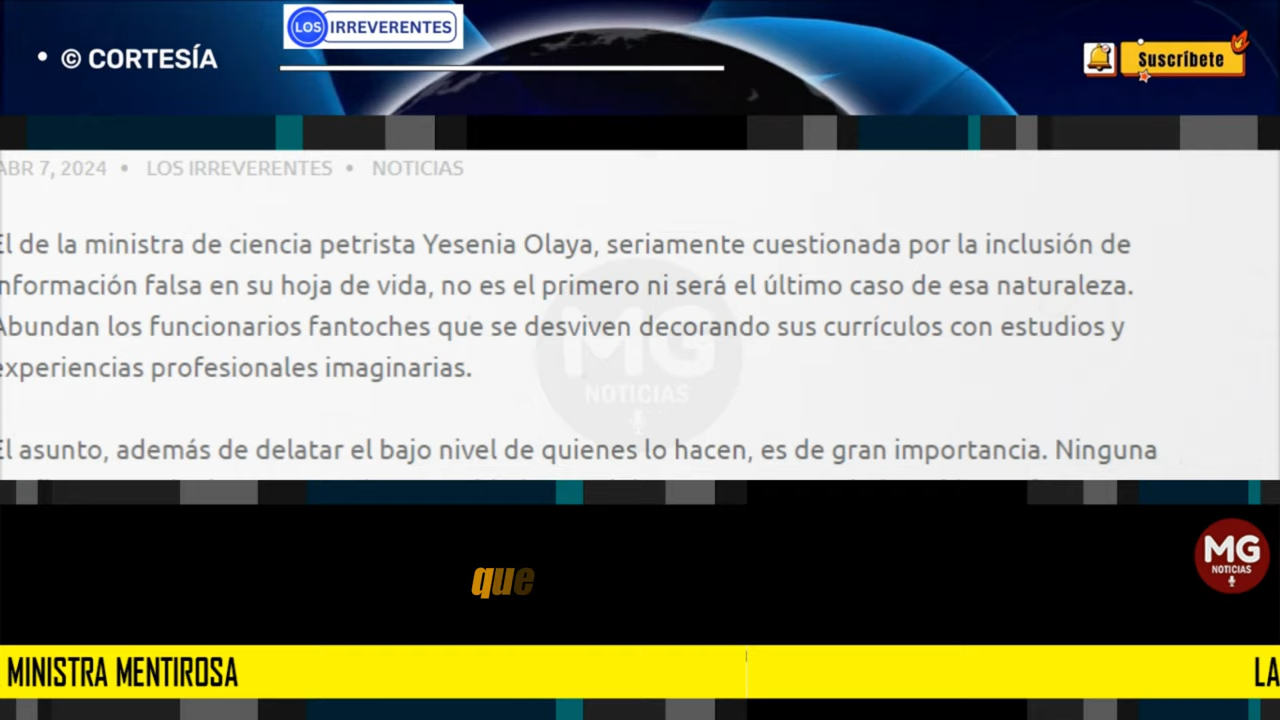 LOS IRREVERENTES
• © CORTESÍA
Suscríbete
ABR 7, 2024 • LOS IRREVERENTES • NOTICIAS
El de la ministra de ciencia petrista Yesenia Olaya, seriamente cuestionada por la inclusión de
información falsa en su hoja de vida, no es el primero ni será el último caso de esa naturaleza.
Abundan los funcionarios fantoches que se desviven decorando sus currículos con estudios y
experiencias profesionales imaginarias.
MG
NOTICIAS
El asunto, además de delatar el bajo nivel de quienes lo hacen, es de gran importancia. Ninguna
MG
NOTICIAS
que
MINISTRA MENTIROSA
LA